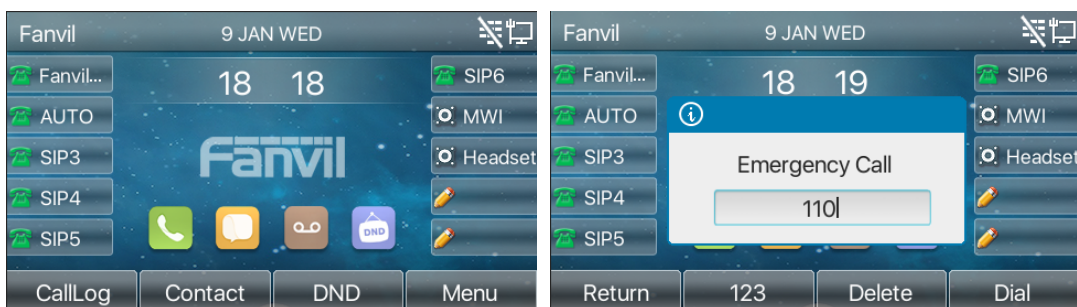 Fanvil 9 JAN WED
Fanvil... 18 18 SIP6
AUTO MWI
SIP3 Fanvil Headset
SIP4
SIP5 DND
CallLog Contact DND Menu
Fanvil 9 JAN WED
Fanvil... 18 19 SIP6
AUTO MWI
SIP3 Emergency Call Headset
SIP4 110
SIP5
Return 123 Delete Dial